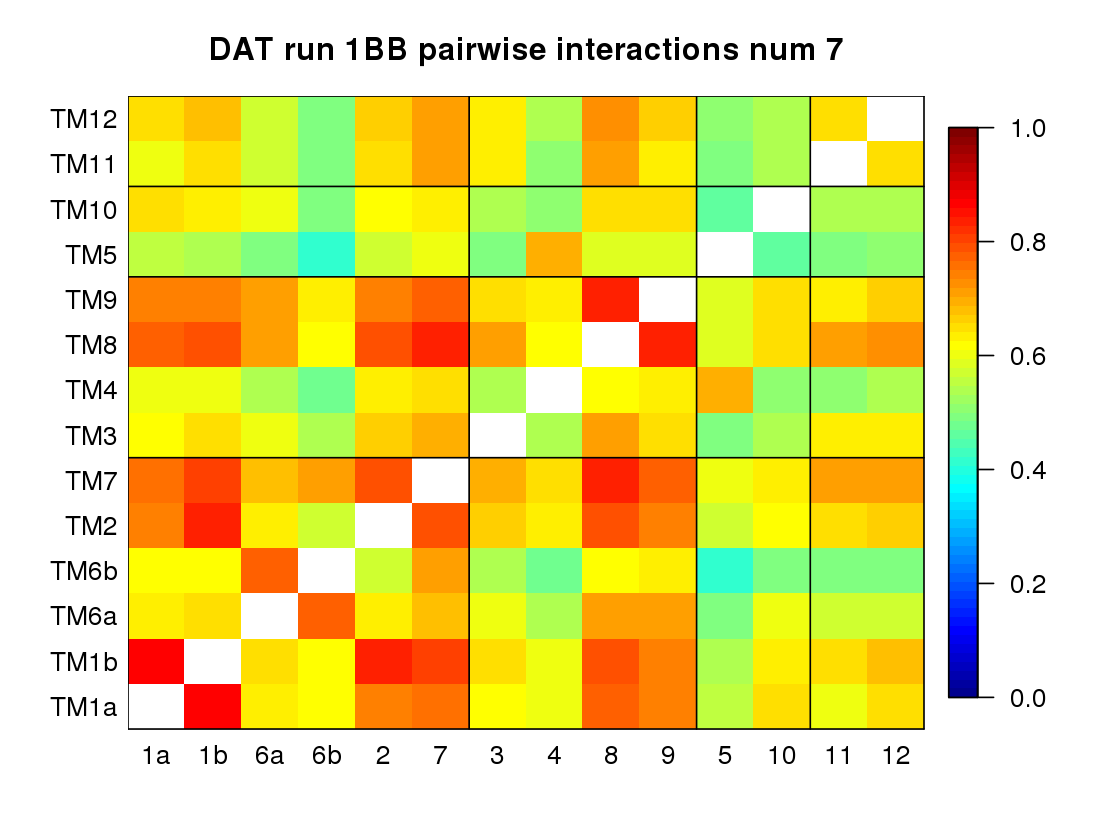 DAT run 1BB pairwise interactions num 7
TM12
TM11
TM10
TM5
TM9
TM8
TM4
TM3
TM7
TM2
TM6b
TM6a
TM1b
TM1a
1a 1b 6a 6b 2 7 3 4 8 9 5 10 11 12
1.0
0.8
0.6
0.4
0.2
0.0